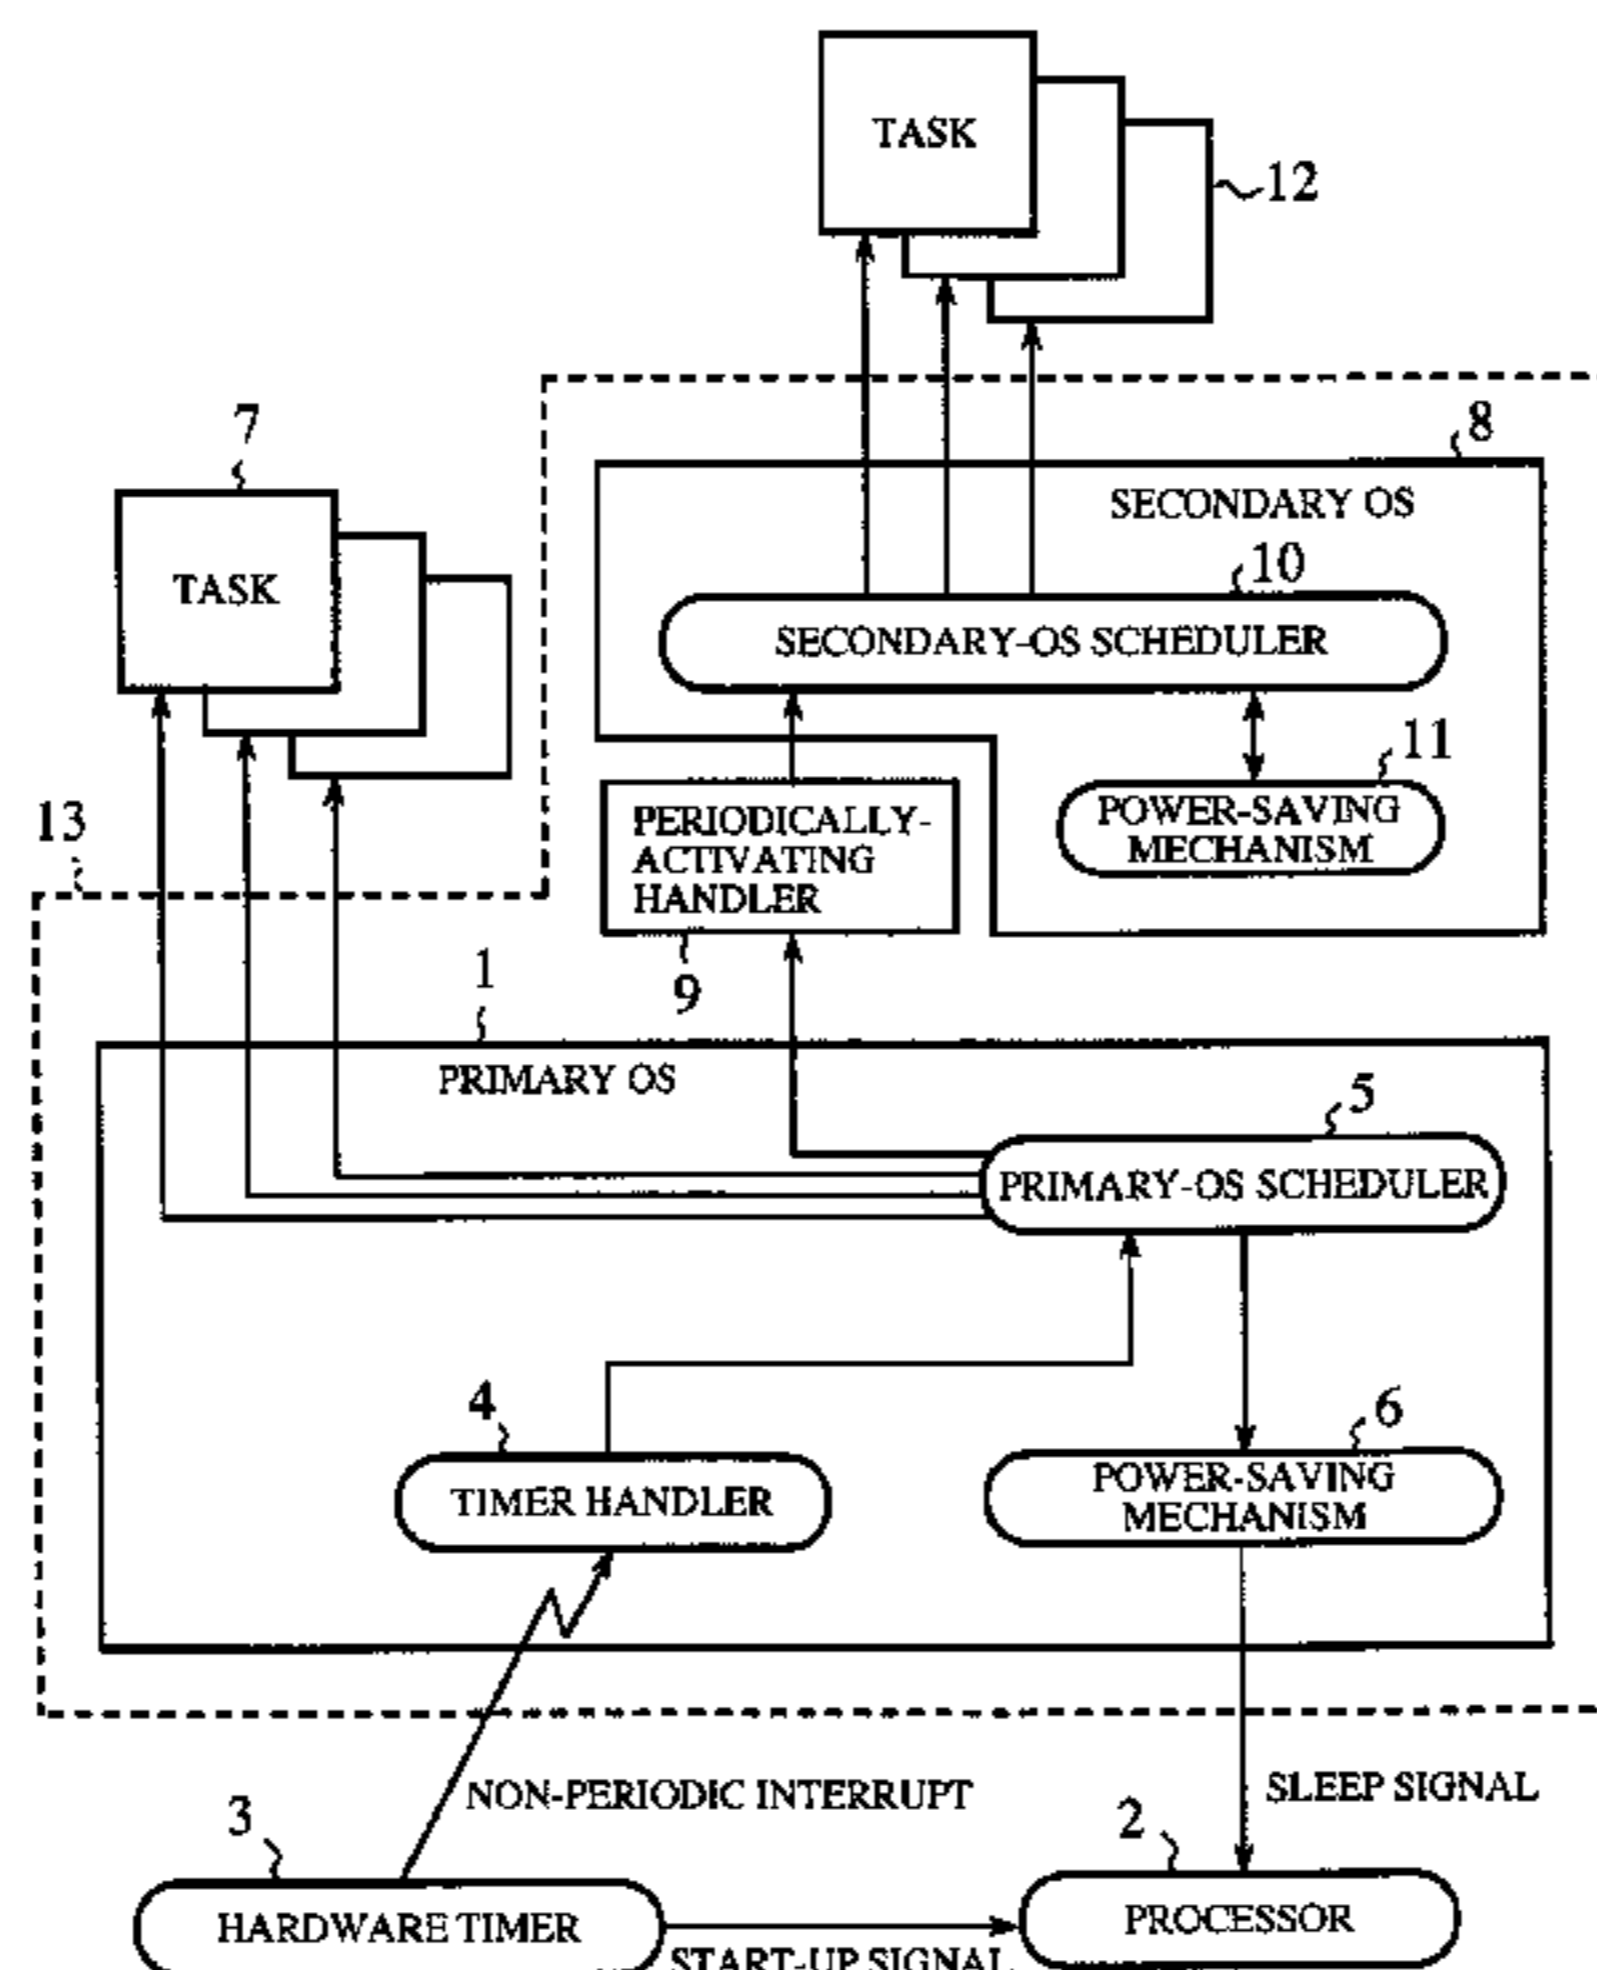 TASK
12
7
8
SECONDARY OS
TASK
10
SECONDARY-OS SCHEDULER
11
13
PERIODICALLY-
ACTIVATING
HANDLER
POWER-SAVING
MECHANISM
9
1
PRIMARY OS
5
PRIMARY-OS SCHEDULER
4
6
TIMER HANDLER
POWER-SAVING
MECHANISM
NON-PERIODIC INTERRUPT
SLEEP SIGNAL
3
2
HARDWARE TIMER
PROCESSOR
START-UP SIGNAL